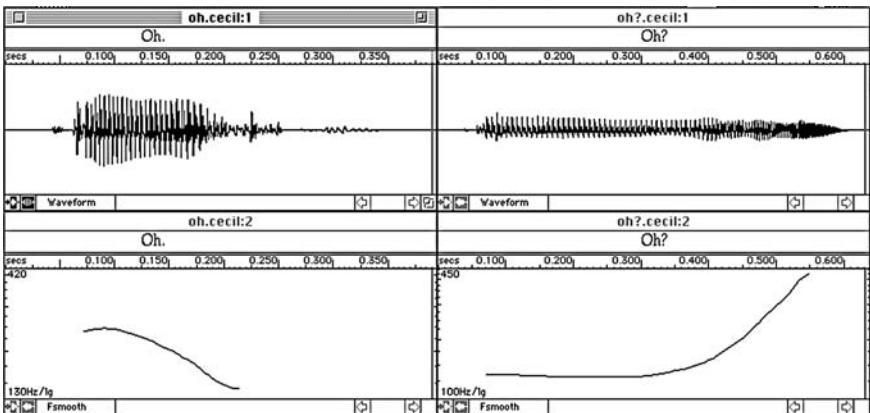 oh.cecil:1
Oh.
secs 0.100 0.150 0.200 0.250 0.300 0.350
Waveform
oh?.cecil:1
Oh?
secs 0.100 0.200 0.300 0.400 0.500 0.600
Waveform
oh.cecil:2
Oh.
secs 0.100 0.150 0.200 0.250 0.300 0.350
420
130Hz/lg
Fsmooth
oh?.cecil:2
Oh?
secs 0.100 0.200 0.300 0.400 0.500 0.600
450
100Hz/lg
Fsmooth